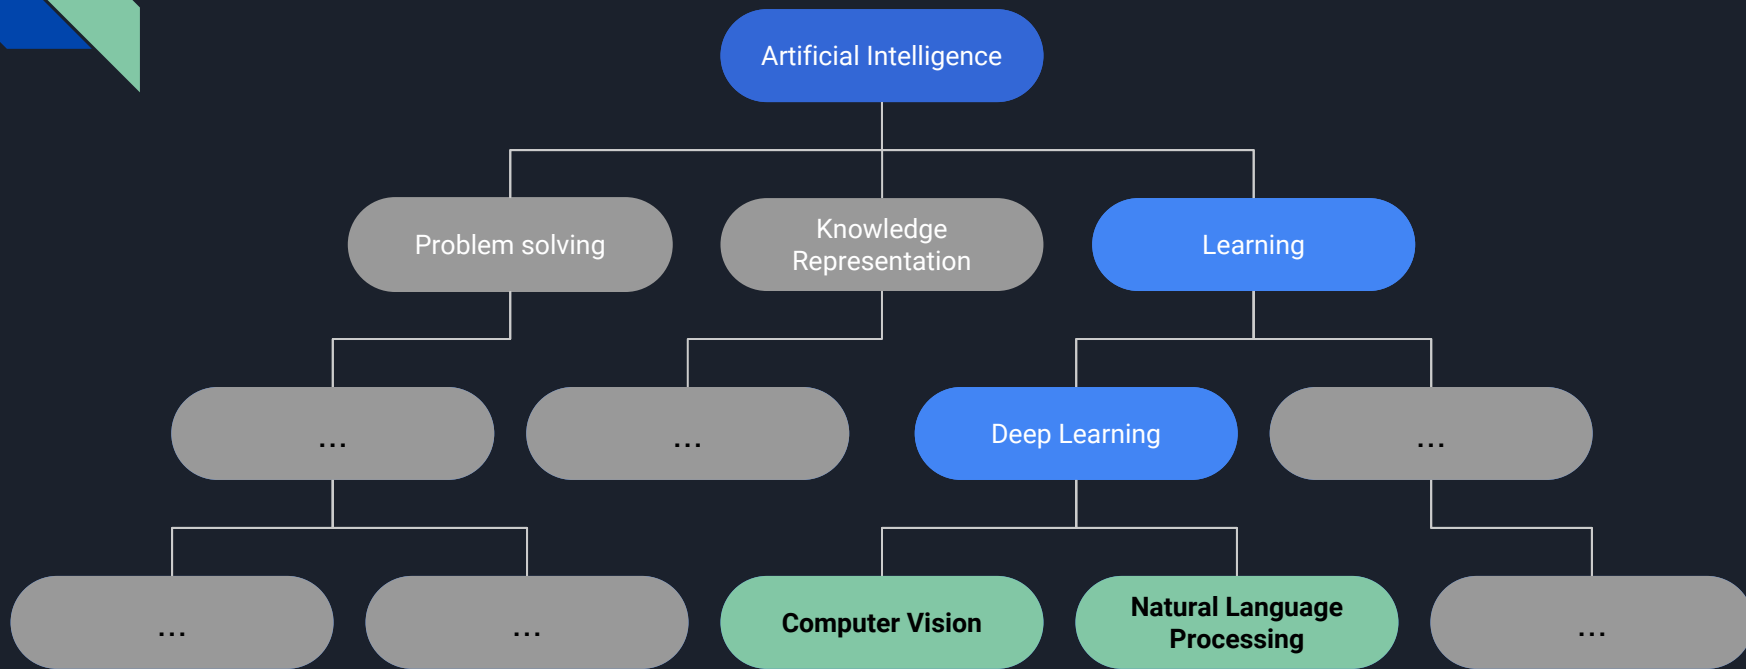 Artificial Intelligence
Problem solving
Knowledge
Representation
Learning
...
...
Deep Learning
...
...
...
Computer Vision
Natural Language
Processing
...